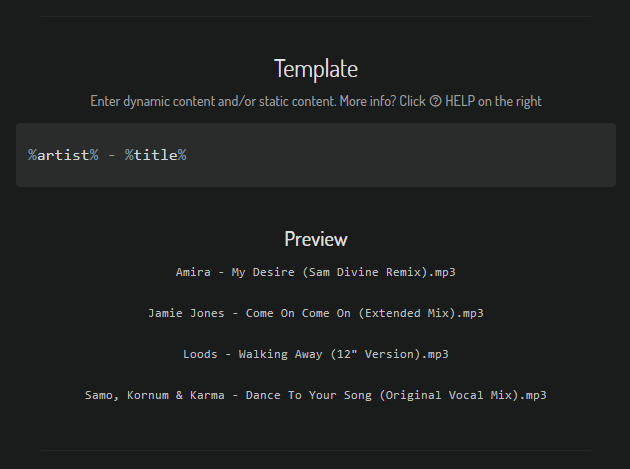 Template
Enter dynamic content and/or static content. More info? Click ? HELP on the right
%artist% - %title%
Preview
Amira - My Desire (Sam Divine Remix).mp3
Jamie Jones - Come On Come On (Extended Mix).mp3
Loods - Walking Away (12" Version).mp3
Samo, Kornum & Karma - Dance To Your Song (Original Vocal Mix).mp3